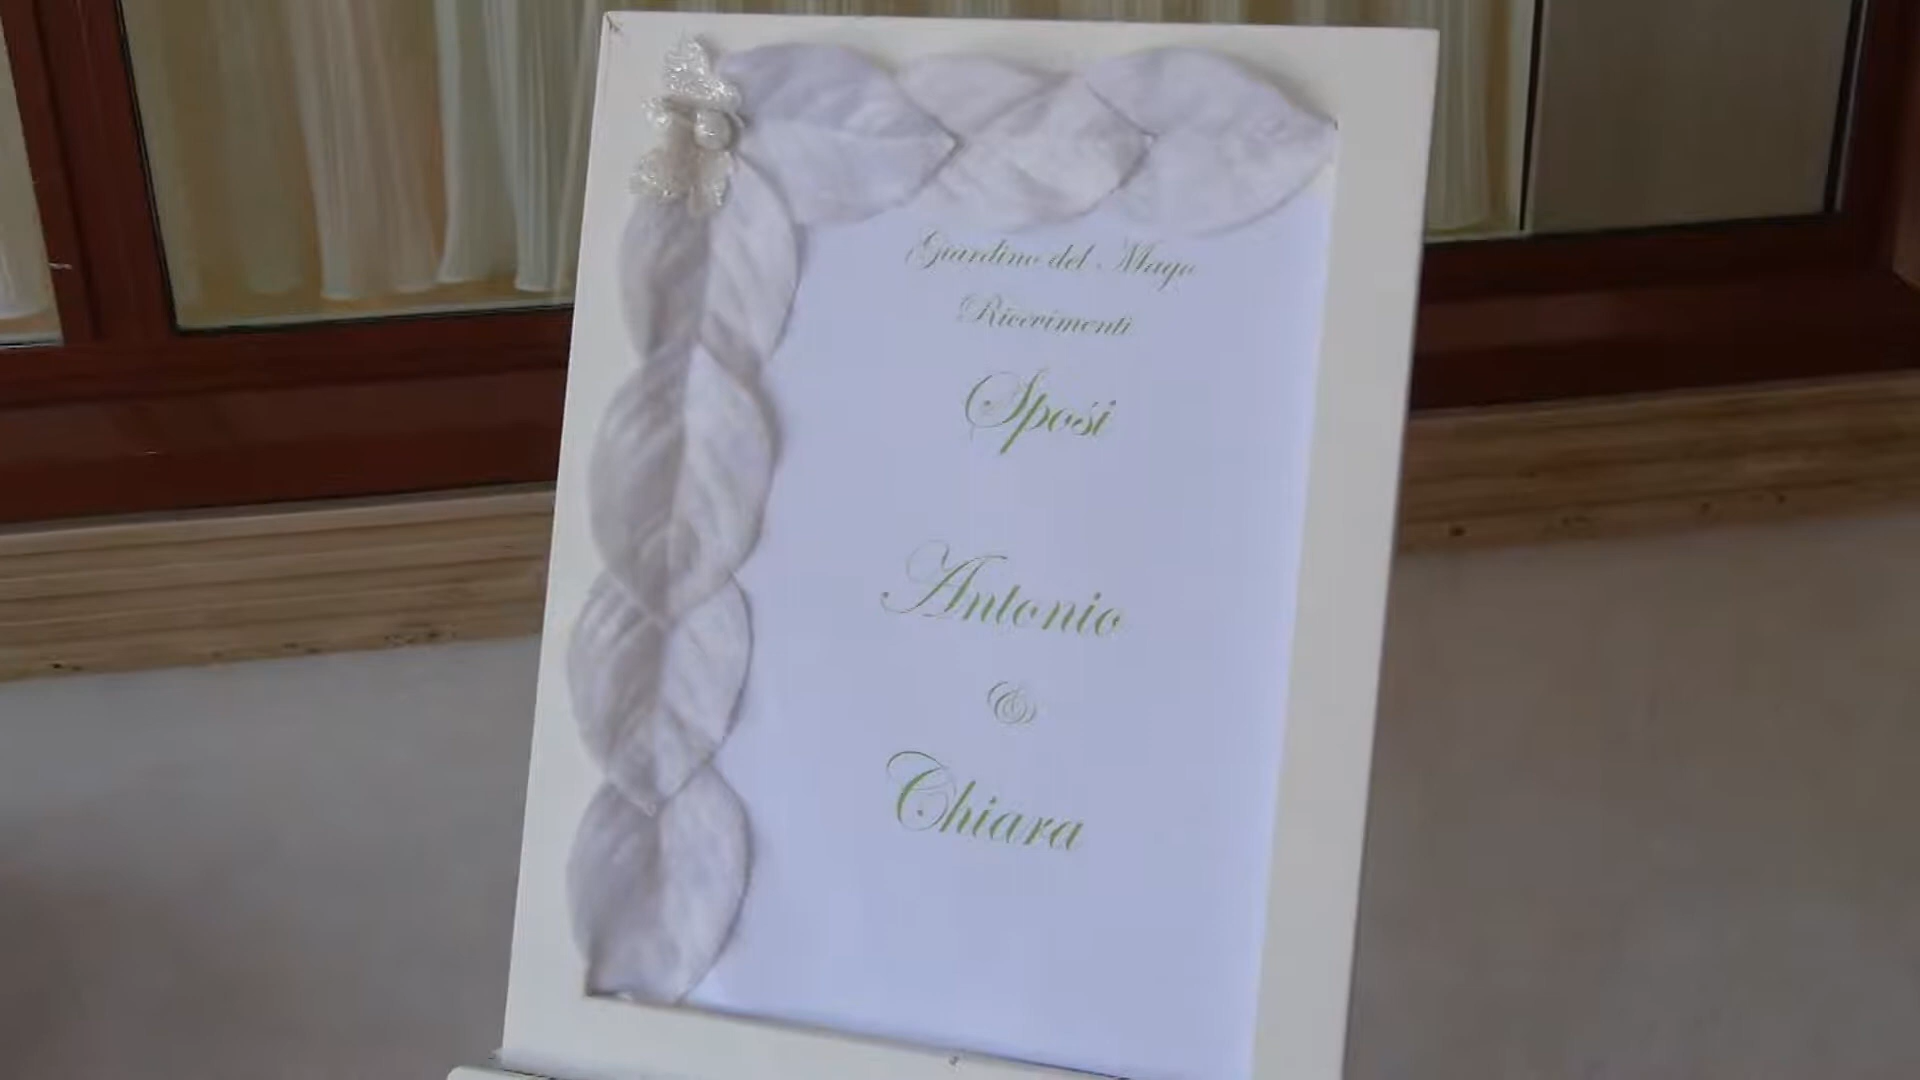 Giardino del Mago
Ricevimenti
Sposi
Antonio
&
Chiara